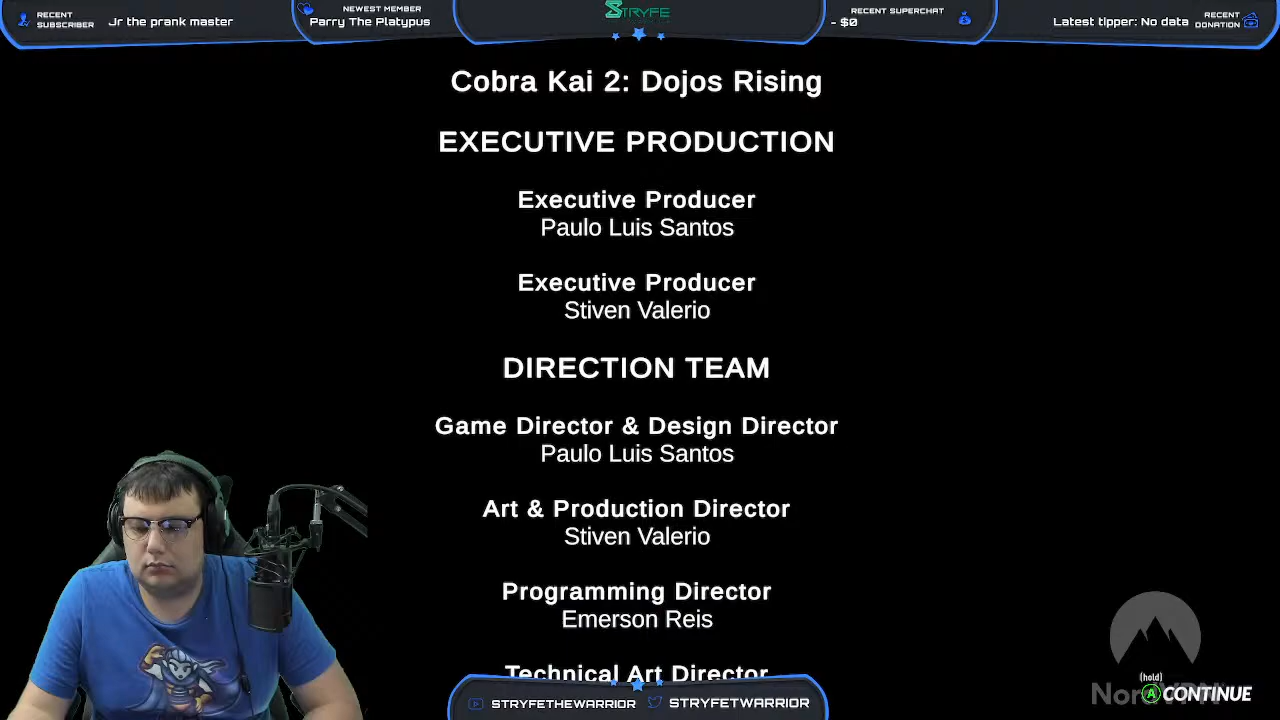 RECENT
SUBSCRIBER
Jr the prank master
NEWEST MEMBER
Parry The Platypus
STRYFE
RECENT SUPERCHAT
- $0
Latest tipper: No data
RECENT
DONATION
Cobra Kai 2: Dojos Rising
EXECUTIVE PRODUCTION
Executive Producer
Paulo Luis Santos
Executive Producer
Stiven Valerio
DIRECTION TEAM
Game Director & Design Director
Paulo Luis Santos
Art & Production Director
Stiven Valerio
Programming Director
Emerson Reis
Technical Art Director
STRYFETHEWARRIOR
STRYFETWARRIOR
NordVPN
(hold)
A CONTINUE